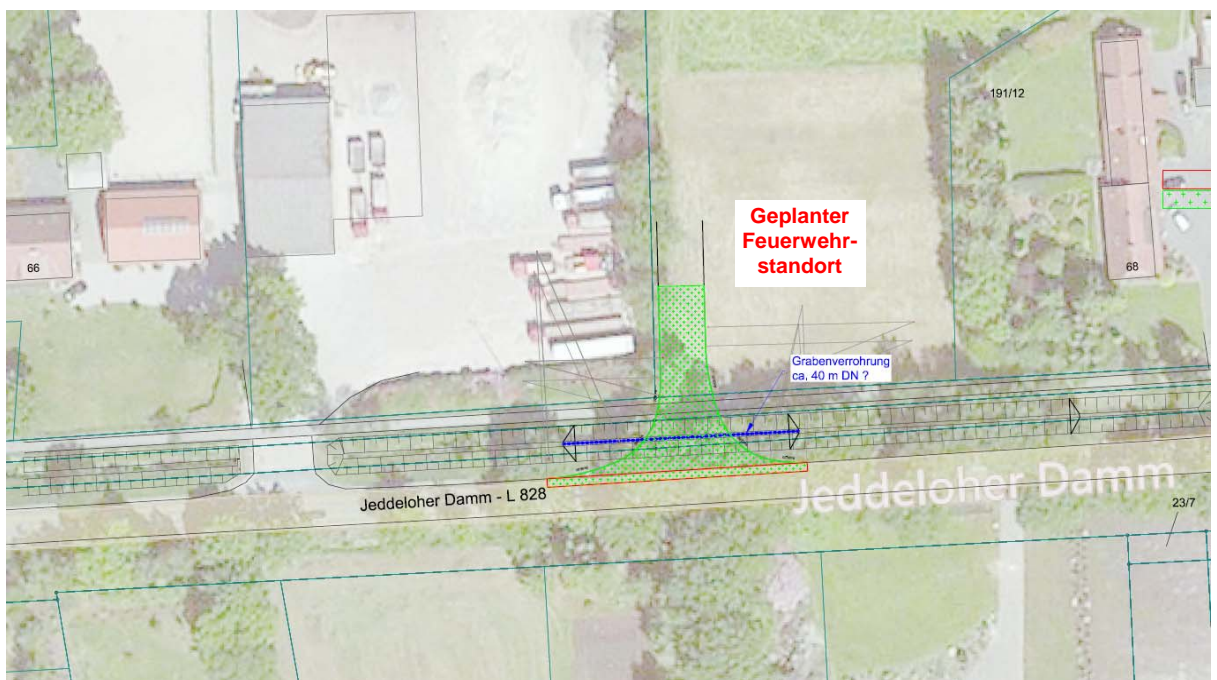 191/12
Geplanter
Feuerwehr-
standort
66
68
Grabenverrohrung
ca, 40 m DN ?
Jeddeloher Damm - L 828
Jeddeloher Damm
23/7